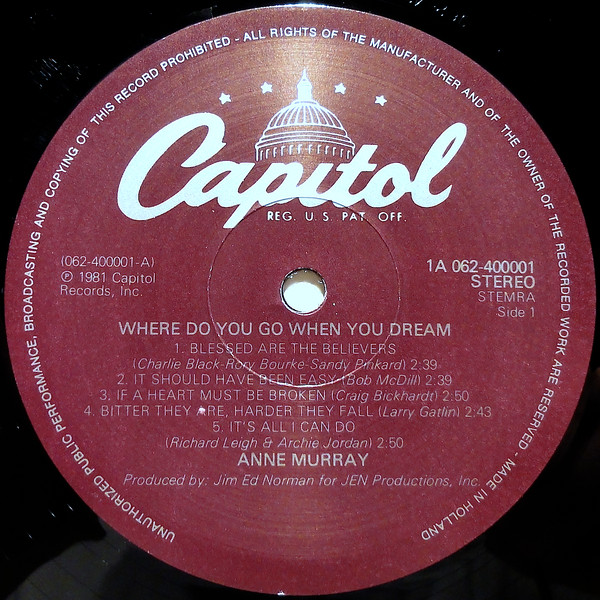 UNAUTHORIZED PUBLIC PERFORMANCE, BROADCASTING AND COPYING OF THIS RECORD PROHIBITED - ALL RIGHTS OF THE MANUFACTURER AND OF THE OWNER OF THE RECORDED WORK ARE RESERVED - MADE IN HOLLAND
Capitol
REG. U.S. PAT. OFF.
(062-400001-A)
℗ 1981 Capitol
Records, Inc.
1A 062-400001
STEREO
STEMRA
Side 1
WHERE DO YOU GO WHEN YOU DREAM
1. BLESSED ARE THE BELIEVERS
(Charlie Black-Rory Bourke-Sandy Pinkard) 2:39
2. IT SHOULD HAVE BEEN EASY (Bob McDill) 2:39
3. IF A HEART MUST BE BROKEN (Craig Bickhardt) 2:50
4. BITTER THEY ARE, HARDER THEY FALL (Larry Gatlin) 2:43
5. IT'S ALL I CAN DO
(Richard Leigh & Archie Jordan) 2:50
ANNE MURRAY
Produced by: Jim Ed Norman for JEN Productions, Inc.